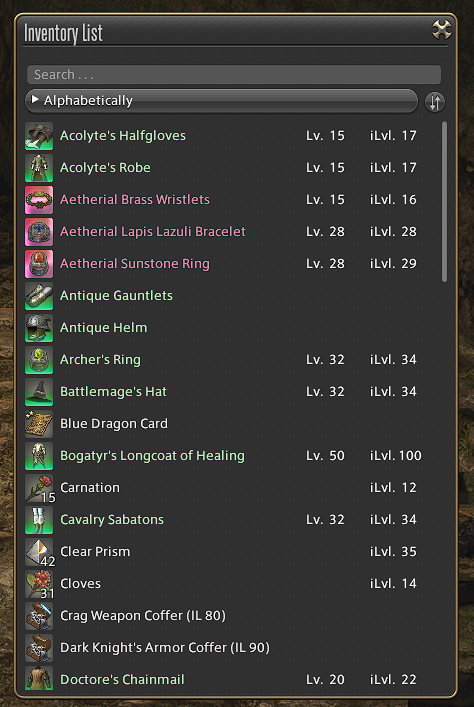 Inventory List
Search . . .
Alphabetically
Acolyte's Halfgloves Lv. 15 iLvl. 17
Acolyte's Robe Lv. 15 iLvl. 17
Aetherial Brass Wristlets Lv. 15 iLvl. 16
Aetherial Lapis Lazuli Bracelet Lv. 28 iLvl. 28
Aetherial Sunstone Ring Lv. 28 iLvl. 29
Antique Gauntlets
Antique Helm
Archer's Ring Lv. 32 iLvl. 34
Battlemage's Hat Lv. 32 iLvl. 34
Blue Dragon Card
Bogatyr's Longcoat of Healing Lv. 50 iLvl. 100
15 Carnation iLvl. 12
Cavalry Sabatons Lv. 32 iLvl. 34
42 Clear Prism iLvl. 35
31 Cloves iLvl. 14
Crag Weapon Coffer (IL 80)
Dark Knight's Armor Coffer (IL 90)
Doctore's Chainmail Lv. 20 iLvl. 22